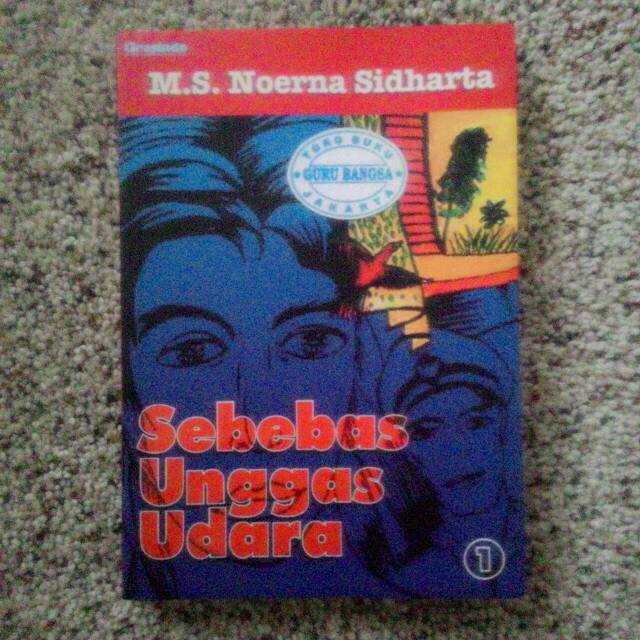 Grasindo
M.S. Noerna Sidharta
TOKO BUKU
GURU BANGSA
JAKARTA
Sebebas
Unggas
Udara
1